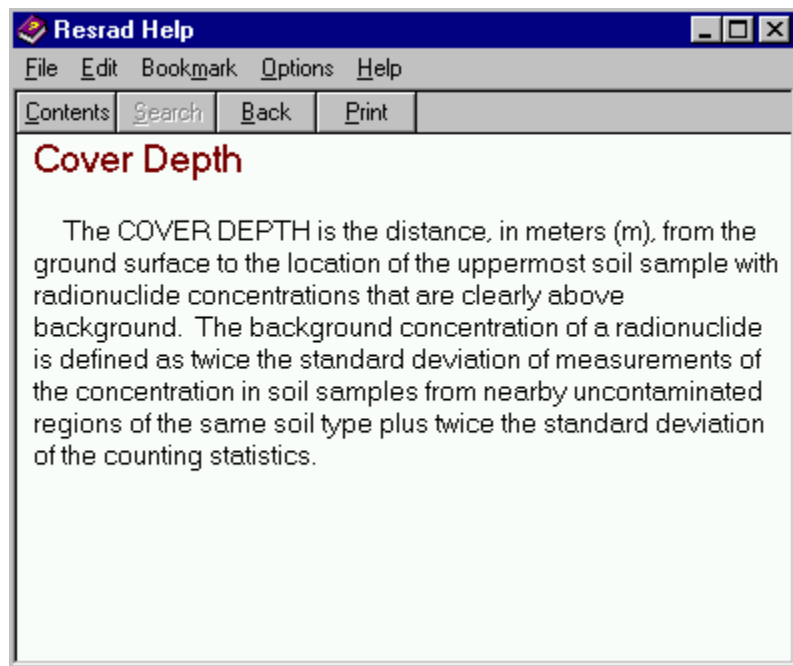 Resrad Help
File Edit Bookmark Options Help
Contents Search Back Print
Cover Depth
The COVER DEPTH is the distance, in meters (m), from the
ground surface to the location of the uppermost soil sample with
radionuclide concentrations that are clearly above
background. The background concentration of a radionuclide
is defined as twice the standard deviation of measurements of
the concentration in soil samples from nearby uncontaminated
regions of the same soil type plus twice the standard deviation
of the counting statistics.